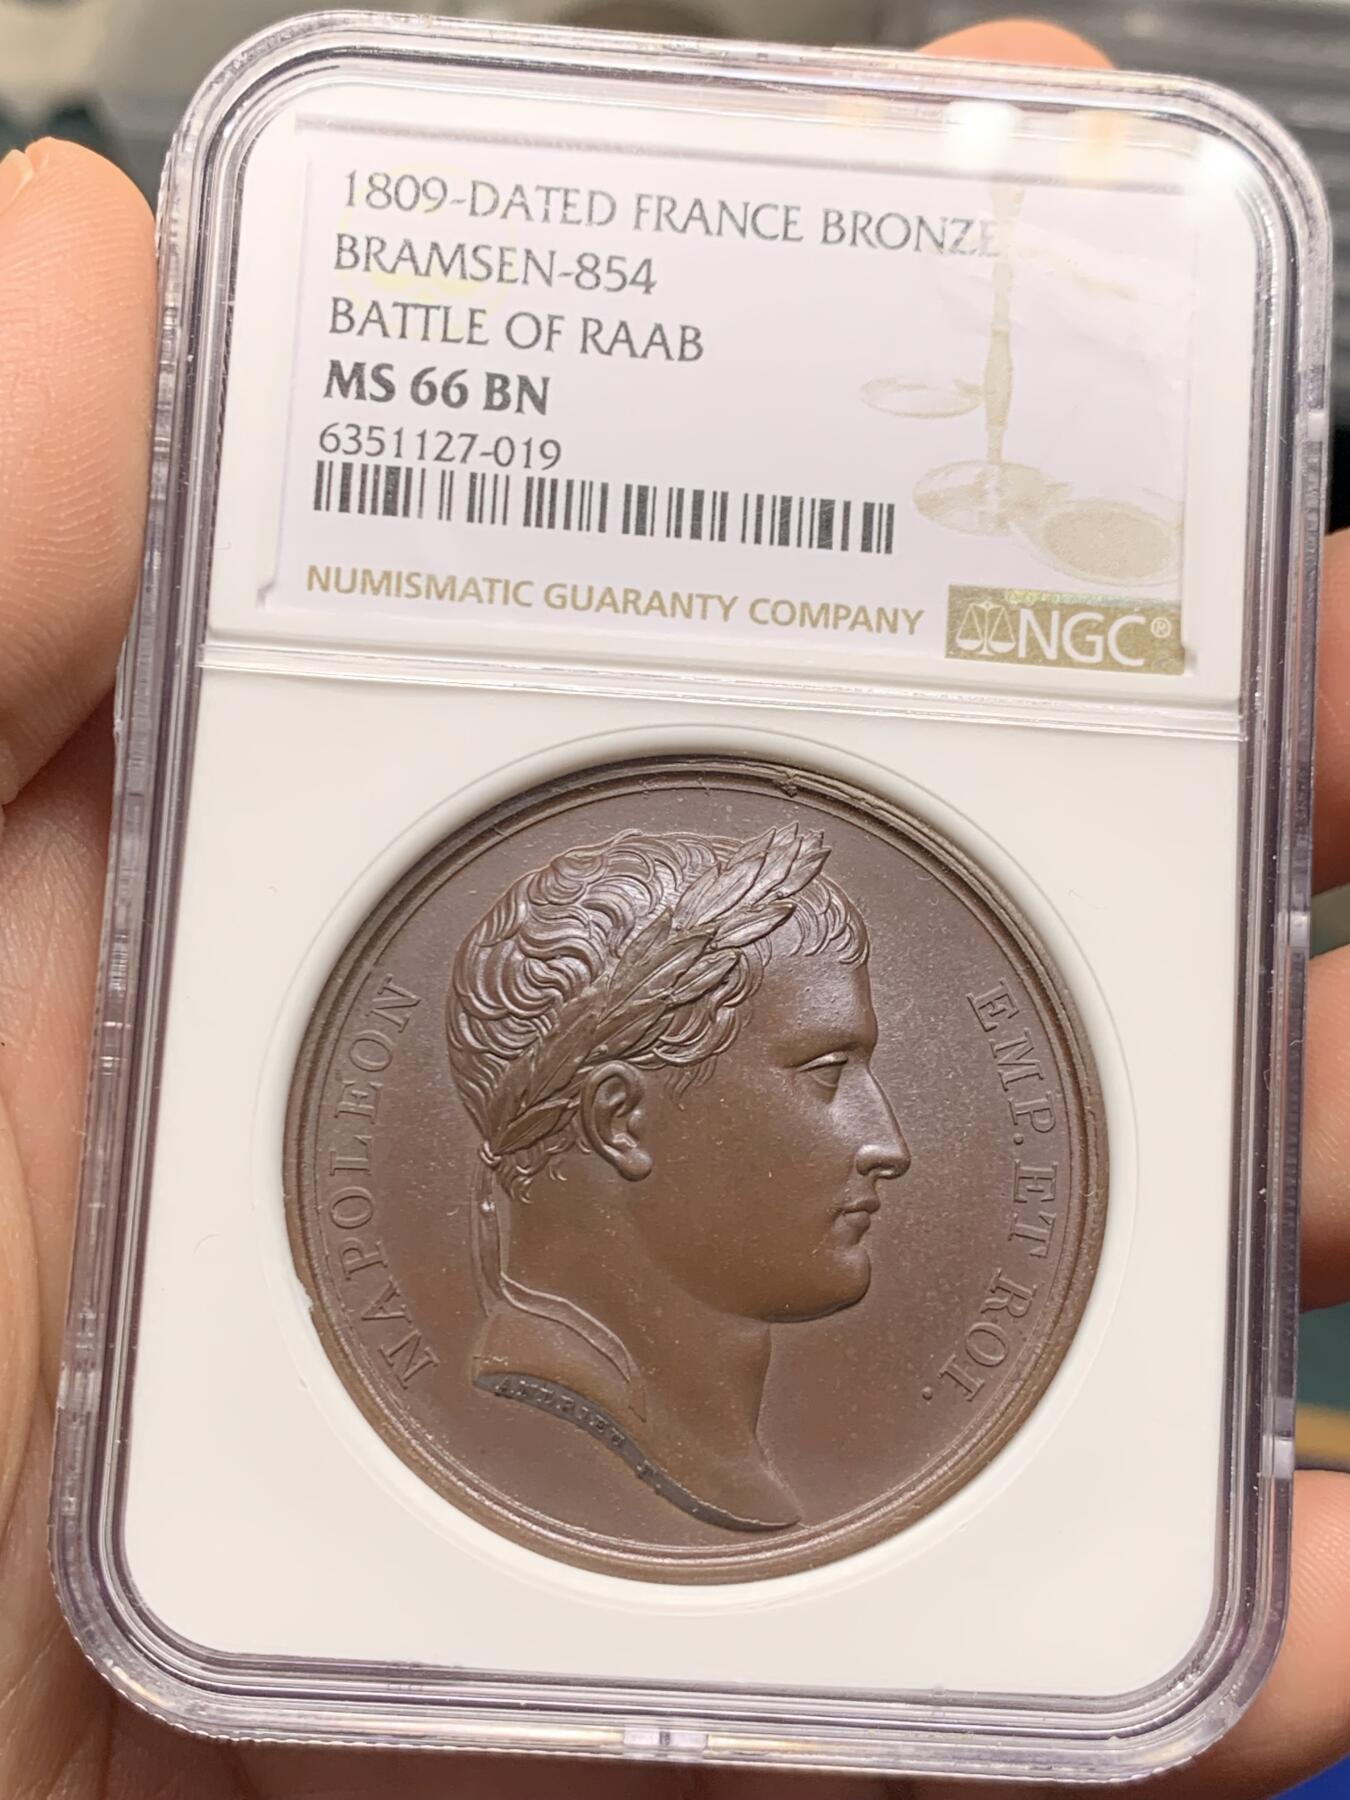 1809-DATED FRANCE BRONZE
BRAMSEN-854
BATTLE OF RAAB
MS 66 BN
6351127-019
NUMISMATIC GUARANTY COMPANY
NGC®
NAPOLEON
EMP. ET ROI.
ANDRIEU F